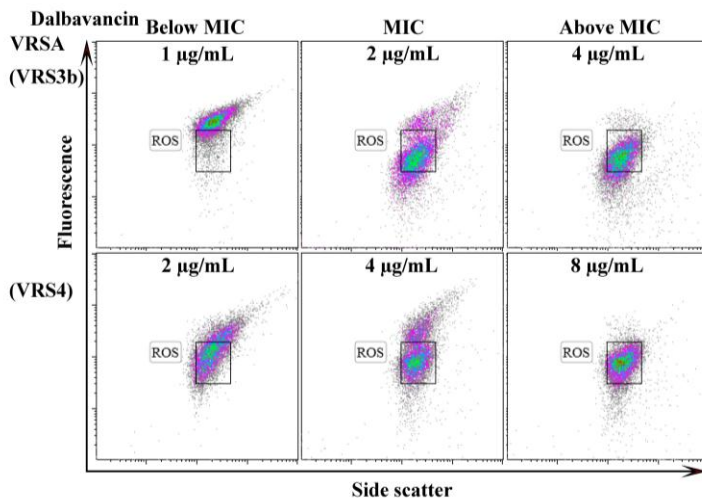 Dalbavancin
Below MIC MIC Above MIC
VRSA
(VRS3b)
1 µg/mL 2 µg/mL 4 µg/mL
ROS ROS ROS
Fluorescence
(VRS4)
2 µg/mL 4 µg/mL 8 µg/mL
ROS ROS ROS
Side scatter